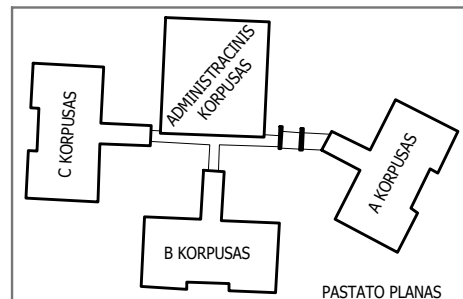 ADMINISTRACINIS
KORPUSAS
C KORPUSAS
A KORPUSAS
B KORPUSAS
PASTATO PLANAS